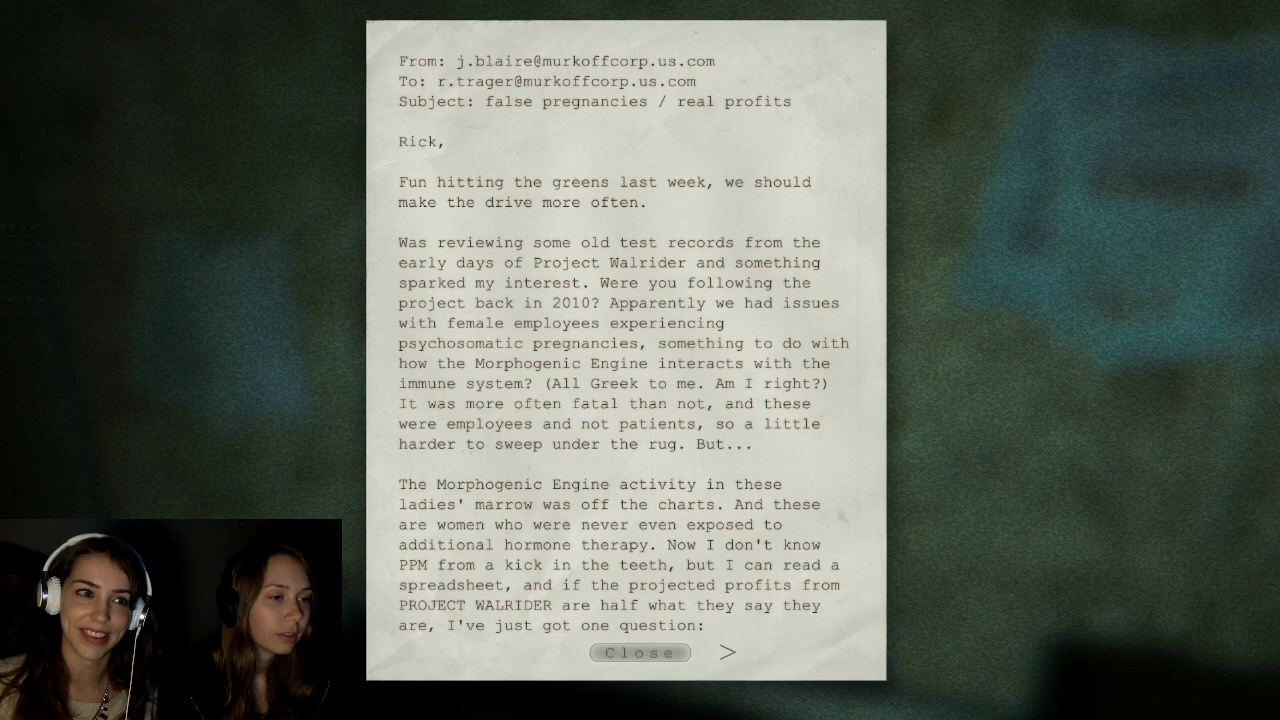 From: j.blaire@murkoffcorp.us.com
To: r.trager@murkoffcorp.us.com
Subject: false pregnancies / real profits
Rick,
Fun hitting the greens last week, we should
make the drive more often.
Was reviewing some old test records from the
early days of Project Walrider and something
sparked my interest. Were you following the
project back in 2010? Apparently we had issues
with female employees experiencing
psychosomatic pregnancies, something to do with
how the Morphogenic Engine interacts with the
immune system? (All Greek to me. Am I right?)
It was more often fatal than not, and these
were employees and not patients, so a little
harder to sweep under the rug. But...
The Morphogenic Engine activity in these
ladies' marrow was off the charts. And these
are women who were never even exposed to
additional hormone therapy. Now I don't know
PPM from a kick in the teeth, but I can read a
spreadsheet, and if the projected profits from
PROJECT WALRIDER are half what they say they
are, I've just got one question:
Close >